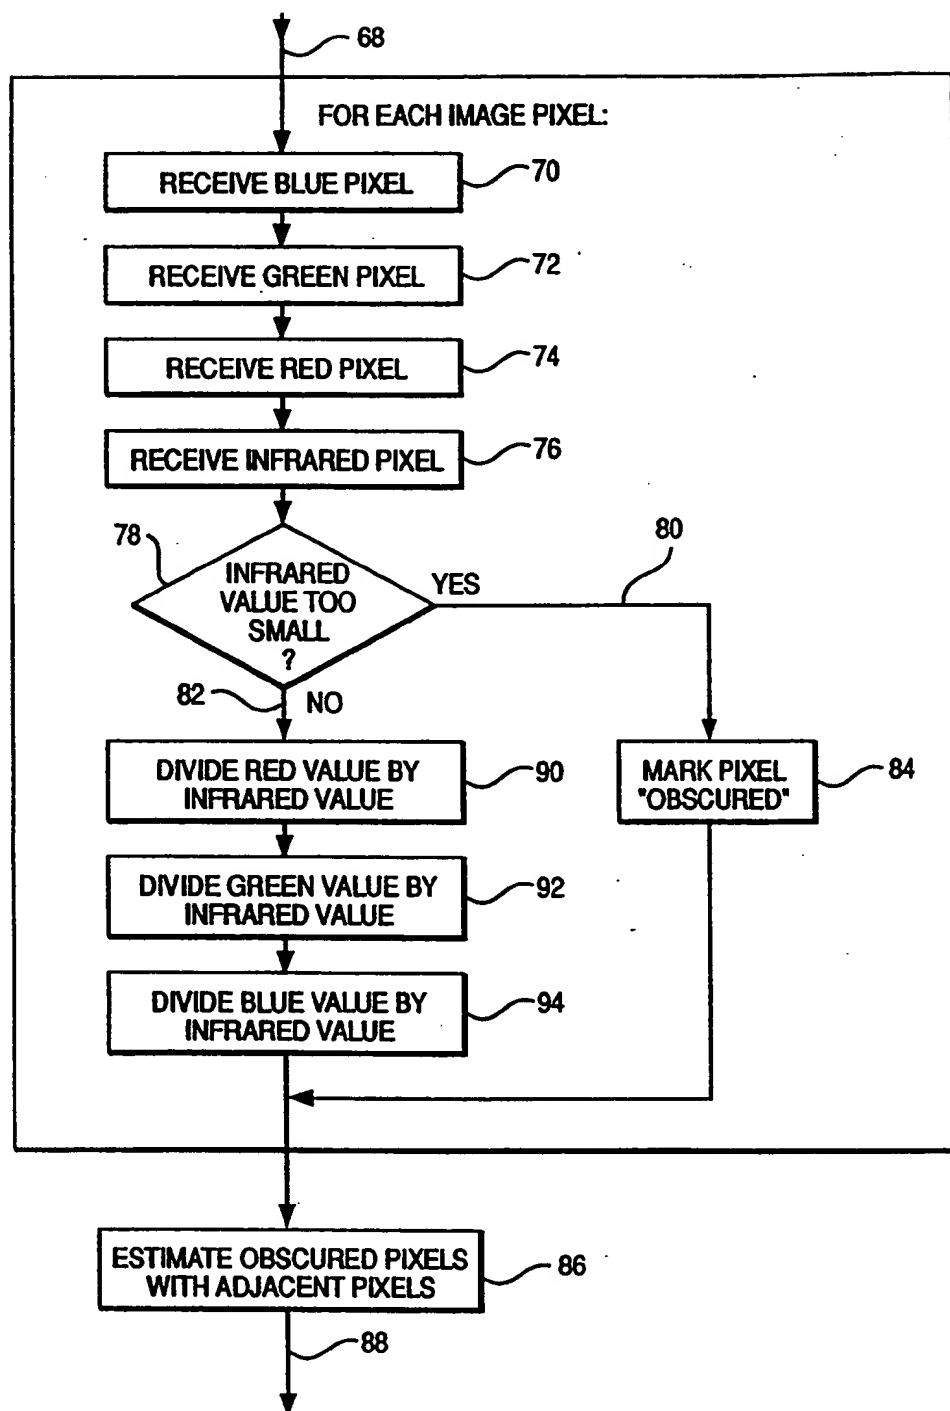 68
FOR EACH IMAGE PIXEL:
RECEIVE BLUE PIXEL
70
RECEIVE GREEN PIXEL
72
RECEIVE RED PIXEL
74
RECEIVE INFRARED PIXEL
76
78
INFRARED
VALUE TOO
SMALL
?
YES
80
82
NO
DIVIDE RED VALUE BY
INFRARED VALUE
90
MARK PIXEL
"OBSCURED"
84
DIVIDE GREEN VALUE BY
INFRARED VALUE
92
DIVIDE BLUE VALUE BY
INFRARED VALUE
94
ESTIMATE OBSCURED PIXELS
WITH ADJACENT PIXELS
86
88